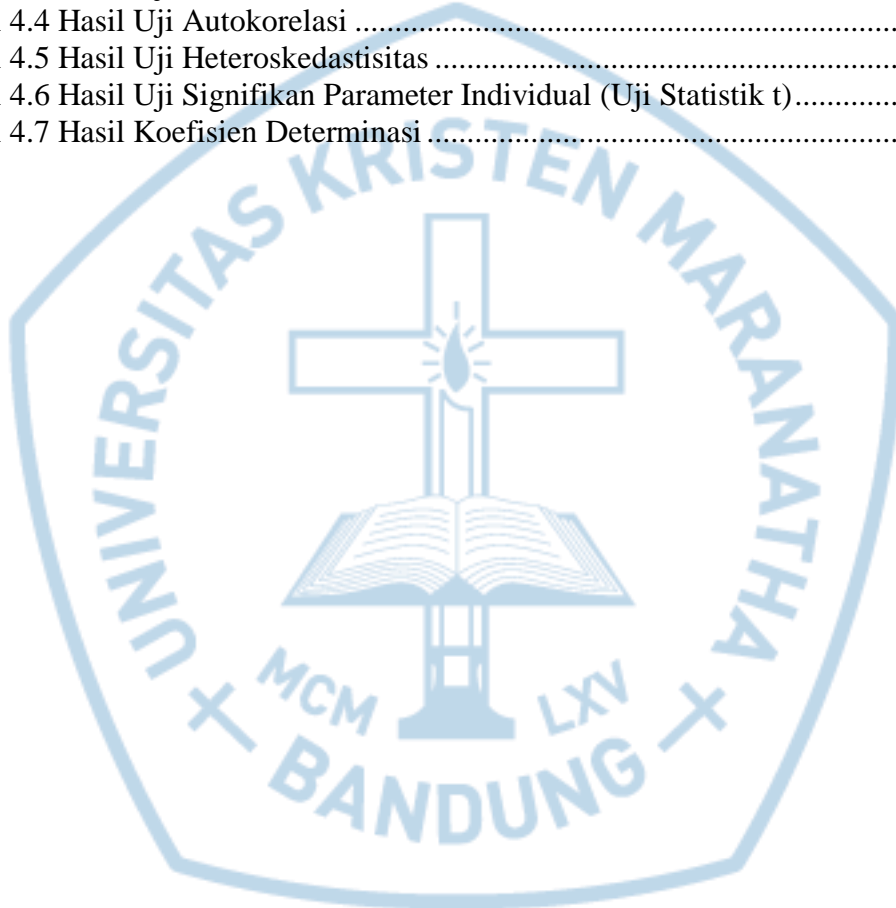 4.4 Hasil Uji Autokorelasi ................................................................
4.5 Hasil Uji Heteroskedastisitas ......................................................
4.6 Hasil Uji Signifikan Parameter Individual (Uji Statistik t).............
4.7 Hasil Koefisien Determinasi .......................................................
UNIVERSITAS KRISTEN MARANATHA
MCM LXV
BANDUNG